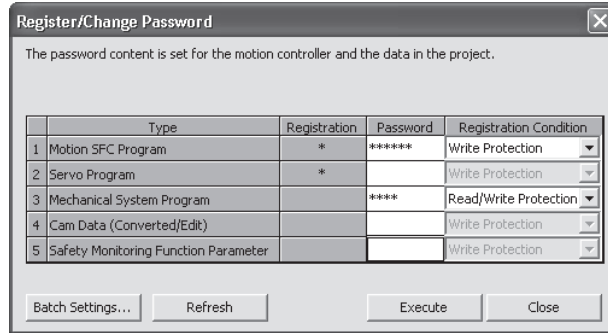 Register/Change Password
The password content is set for the motion controller and the data in the project.
Type Registration Password Registration Condition
1 Motion SFC Program * ****** Write Protection
2 Servo Program * Write Protection
3 Mechanical System Program **** Read/Write Protection
4 Cam Data (Converted/Edit) Write Protection
5 Safety Monitoring Function Parameter Write Protection
Batch Settings... Refresh Execute Close